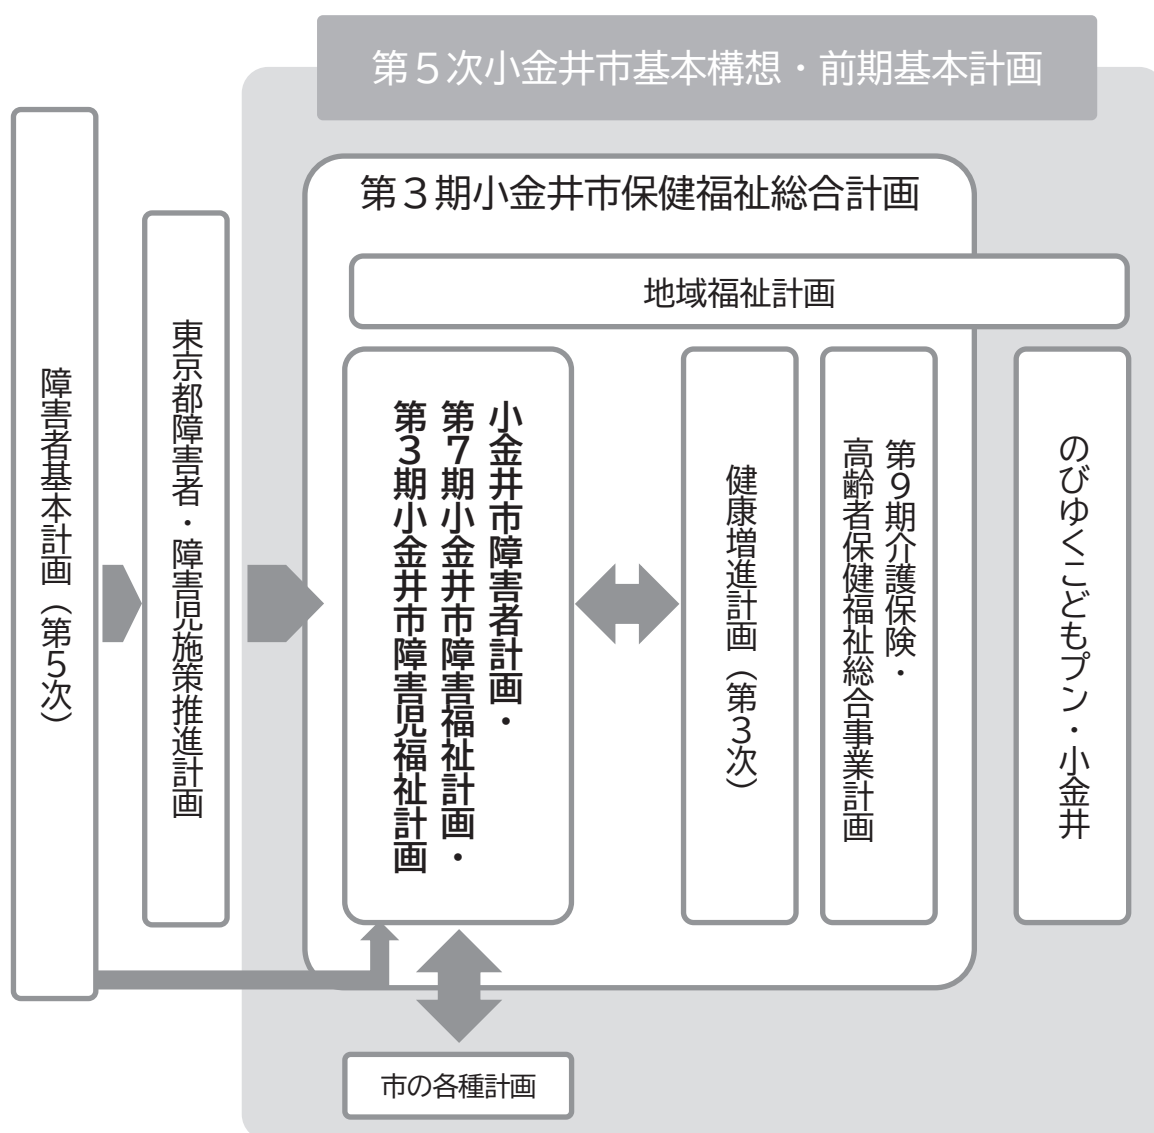 第５次小金井市基本構想・前期基本計画
第３期小金井市保健福祉総合計画
地域福祉計画
障害者基本計画（第５次）
東京都障害者・障害児施策推進計画
小金井市障害者計画・
第７期小金井市障害福祉計画・
第３期小金井市障害児福祉計画
健康増進計画（第３次）
第９期介護保険・
高齢者保健福祉総合事業計画
のびゆくこどもプン・小金井
市の各種計画